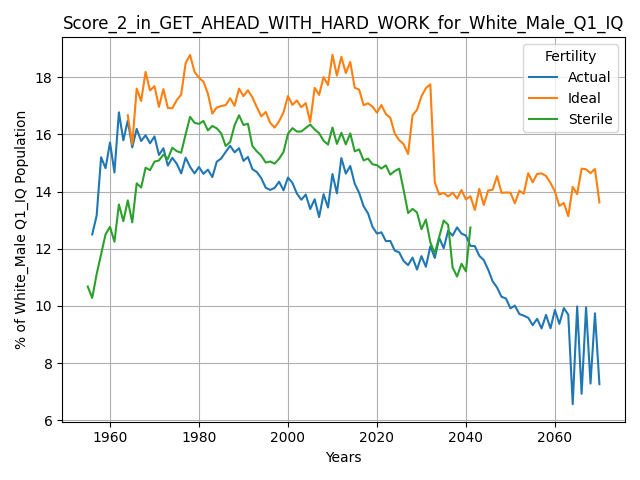 Score_2_in_GET_AHEAD_WITH_HARD_WORK_for_White_Male_Q1_IQ
Fertility
Actual
Ideal
Sterile
% of White_Male Q1_IQ Population
18
16
14
12
10
8
6
1960
1980
2000
2020
2040
2060
Years